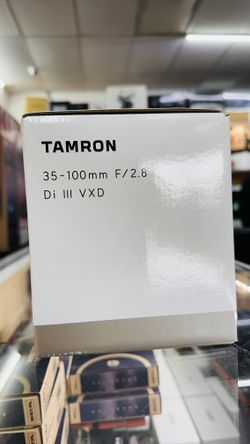 TAMRON
35-100mm F/2.8
Di III VXD